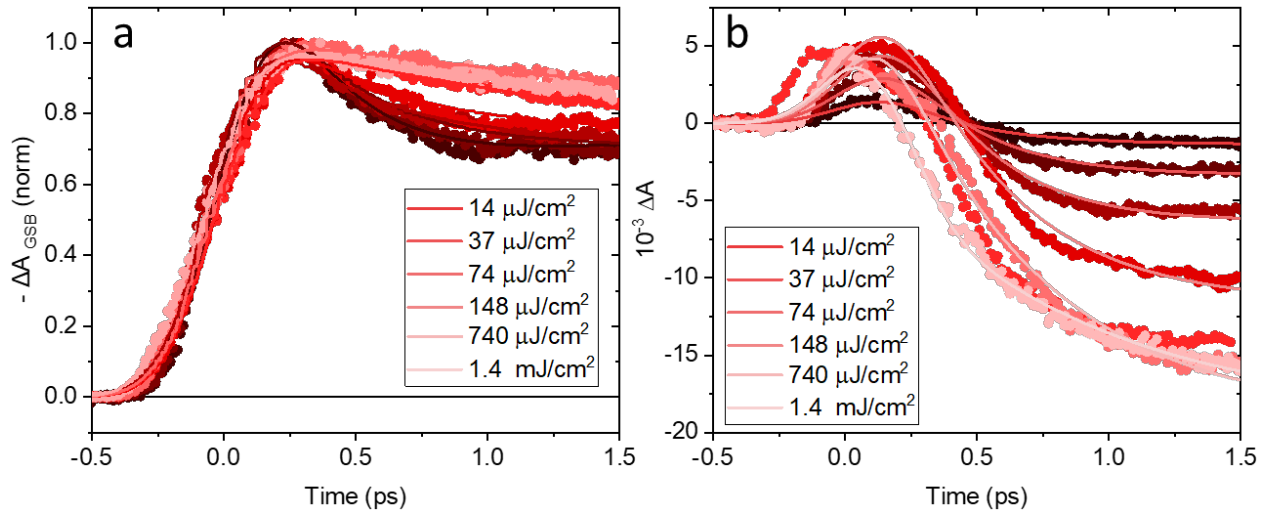 a
- ΔA GSB (norm)
1.0
0.8
0.6
0.4
0.2
0.0
14 μJ/cm²
37 μJ/cm²
74 μJ/cm²
148 μJ/cm²
740 μJ/cm²
1.4 mJ/cm²
-0.5 0.0 0.5 1.0 1.5
Time (ps)
b
10⁻³ ΔA
5
0
-5
-10
-15
-20
14 μJ/cm²
37 μJ/cm²
74 μJ/cm²
148 μJ/cm²
740 μJ/cm²
1.4 mJ/cm²
-0.5 0.0 0.5 1.0 1.5
Time (ps)